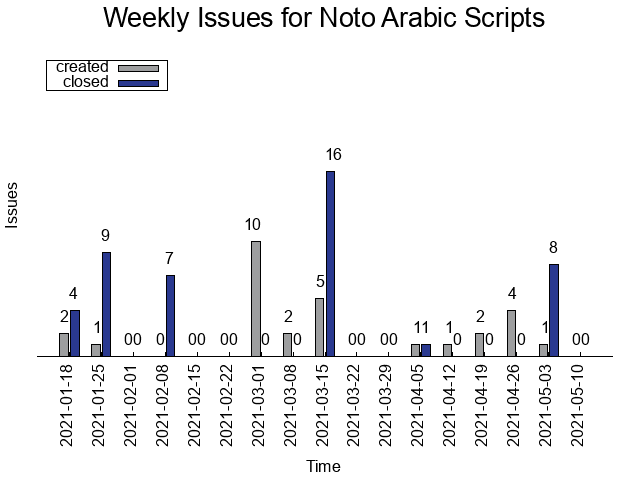 Weekly Issues for Noto Arabic Scripts
created
closed
Issues
2 4 1 9 0 0 0 7 0 0 0 0 10 0 2 0 5 16 0 0 0 0 1 1 1 0 2 0 4 0 1 8 0 0
2021-01-18
2021-01-25
2021-02-01
2021-02-08
2021-02-15
2021-02-22
2021-03-01
2021-03-08
2021-03-15
2021-03-22
2021-03-29
2021-04-05
2021-04-12
2021-04-19
2021-04-26
2021-05-03
2021-05-10
Time